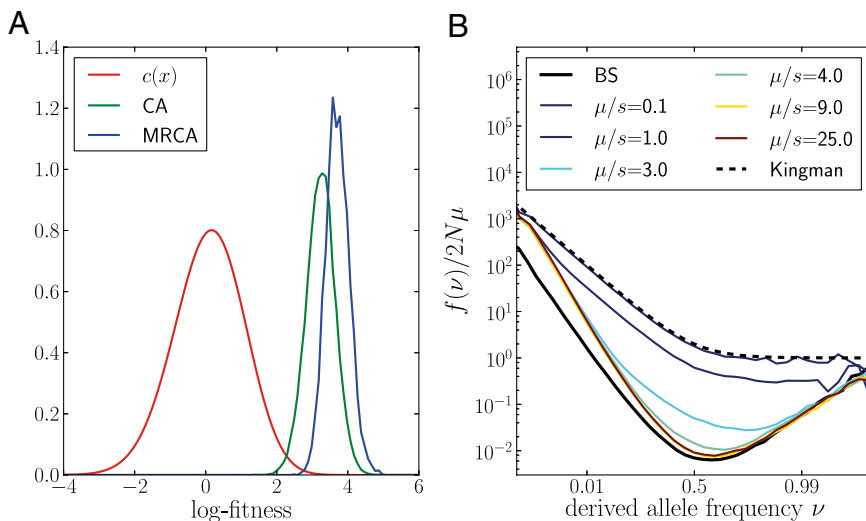 A
1.4
1.2
1.0
0.8
0.6
0.4
0.2
0.0
−4
−2
0
2
4
6
log-fitness
c(x)
CA
MRCA
B
10^6
10^5
10^4
10^3
10^2
10^1
10^0
10^−1
10^−2
f(ν)/2Nμ
0.01
0.5
0.99
derived allele frequency ν
BS
μ/s=0.1
μ/s=1.0
μ/s=3.0
μ/s=4.0
μ/s=9.0
μ/s=25.0
Kingman